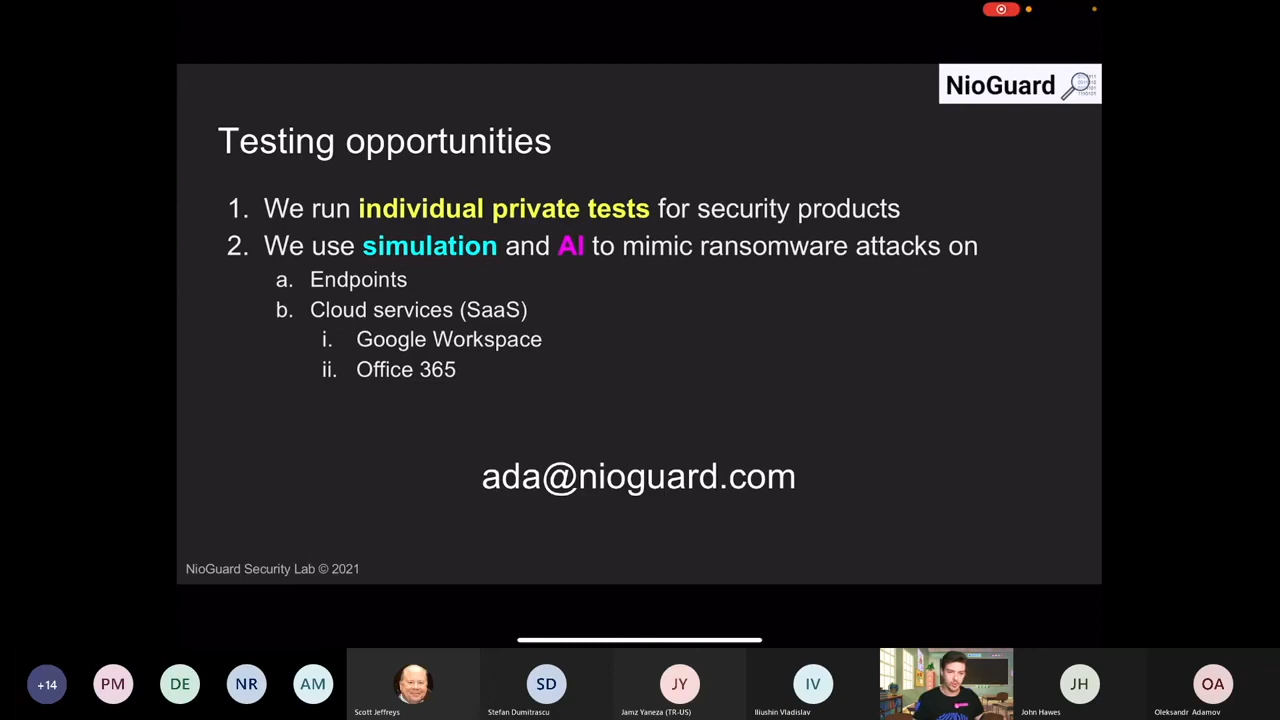 NioGuard
Testing opportunities
1. We run individual private tests for security products
2. We use simulation and AI to mimic ransomware attacks on
a. Endpoints
b. Cloud services (SaaS)
i. Google Workspace
ii. Office 365
ada@nioguard.com
NioGuard Security Lab © 2021
+14
PM
DE
NR
AM
Scott Jeffreys
SD
Stefan Dumitrascu
JY
Jamz Yaneza (TR-US)
IV
Iliushin Vladislav
JH
John Hawes
OA
Oleksandr Adamov